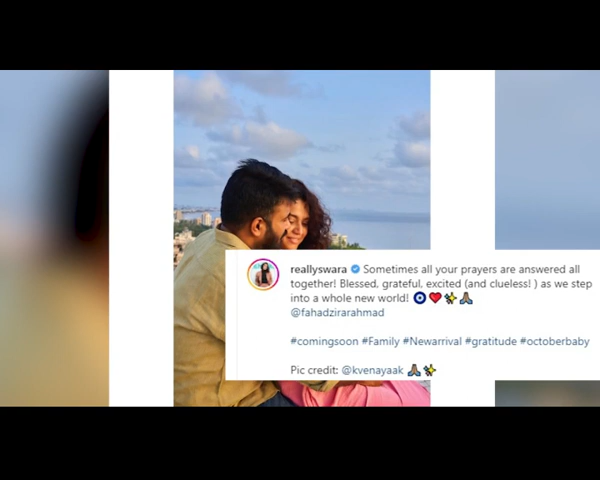 reallyswara Sometimes all your prayers are answered all
together! Blessed, grateful, excited (and clueless! ) as we step
into a whole new world! 🧿❤️✨🙏🏽
@fahadzirarahmad
#comingsoon #Family #Newarrival #gratitude #octoberbaby
Pic credit: @kvenayaak 🙏🏽✨